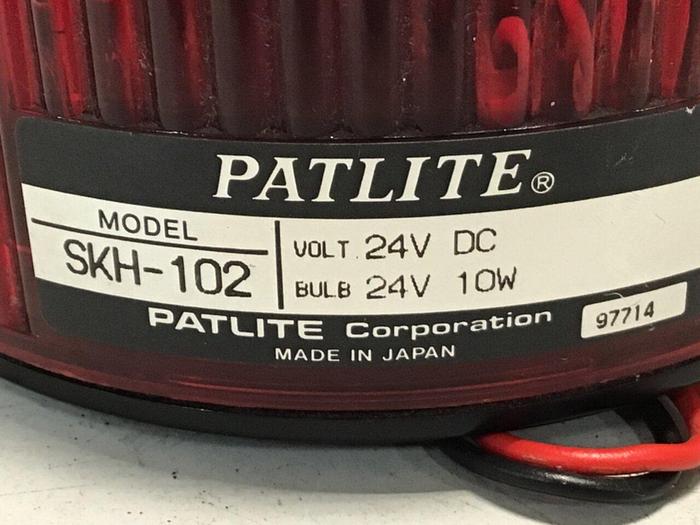 PATLITE®
MODEL
SKH-102
VOLT. 24V DC
BULB 24V 10W
PATLITE Corporation
MADE IN JAPAN
97714